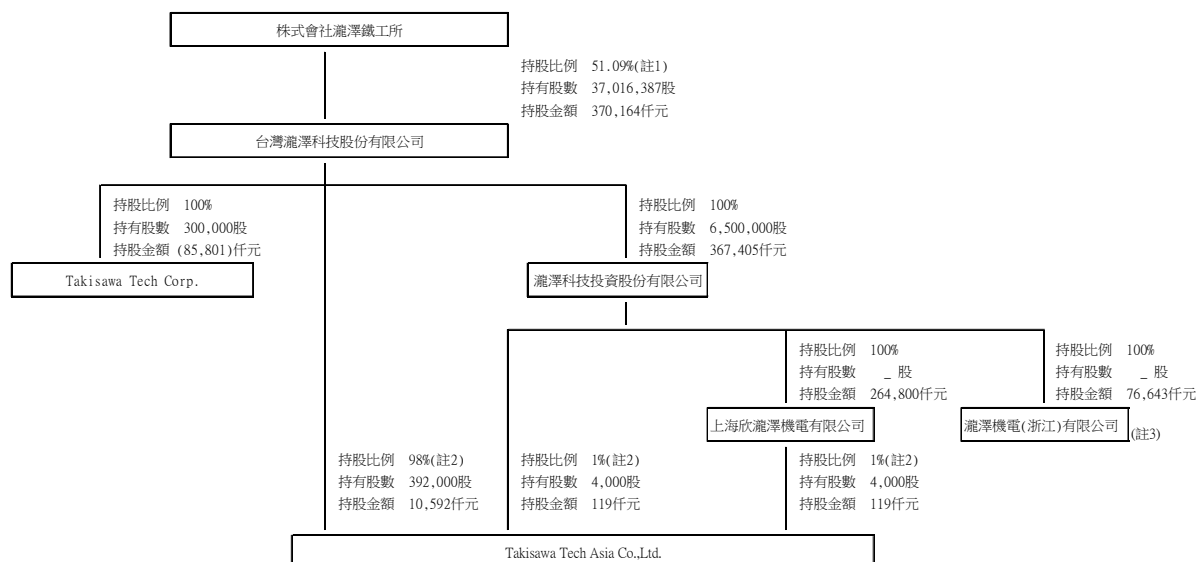 株式會社瀧澤鐵工所
持股比例 51.09%(註1)
持有股數 37,016,387股
持股金額 370,164仟元
台灣瀧澤科技股份有限公司
持股比例 100%
持有股數 300,000股
持股金額 (85,801)仟元
Takisawa Tech Corp.
持股比例 100%
持有股數 6,500,000股
持股金額 367,405仟元
瀧澤科技投資股份有限公司
持股比例 100%
持有股數 _ 股
持股金額 264,800仟元
上海欣瀧澤機電有限公司
持股比例 100%
持有股數 _ 股
持股金額 76,643仟元
瀧澤機電(浙江)有限公司 (註3)
持股比例 98%(註2)
持有股數 392,000股
持股金額 10,592仟元
持股比例 1%(註2)
持有股數 4,000股
持股金額 119仟元
持股比例 1%(註2)
持有股數 4,000股
持股金額 119仟元
Takisawa Tech Asia Co.,Ltd.